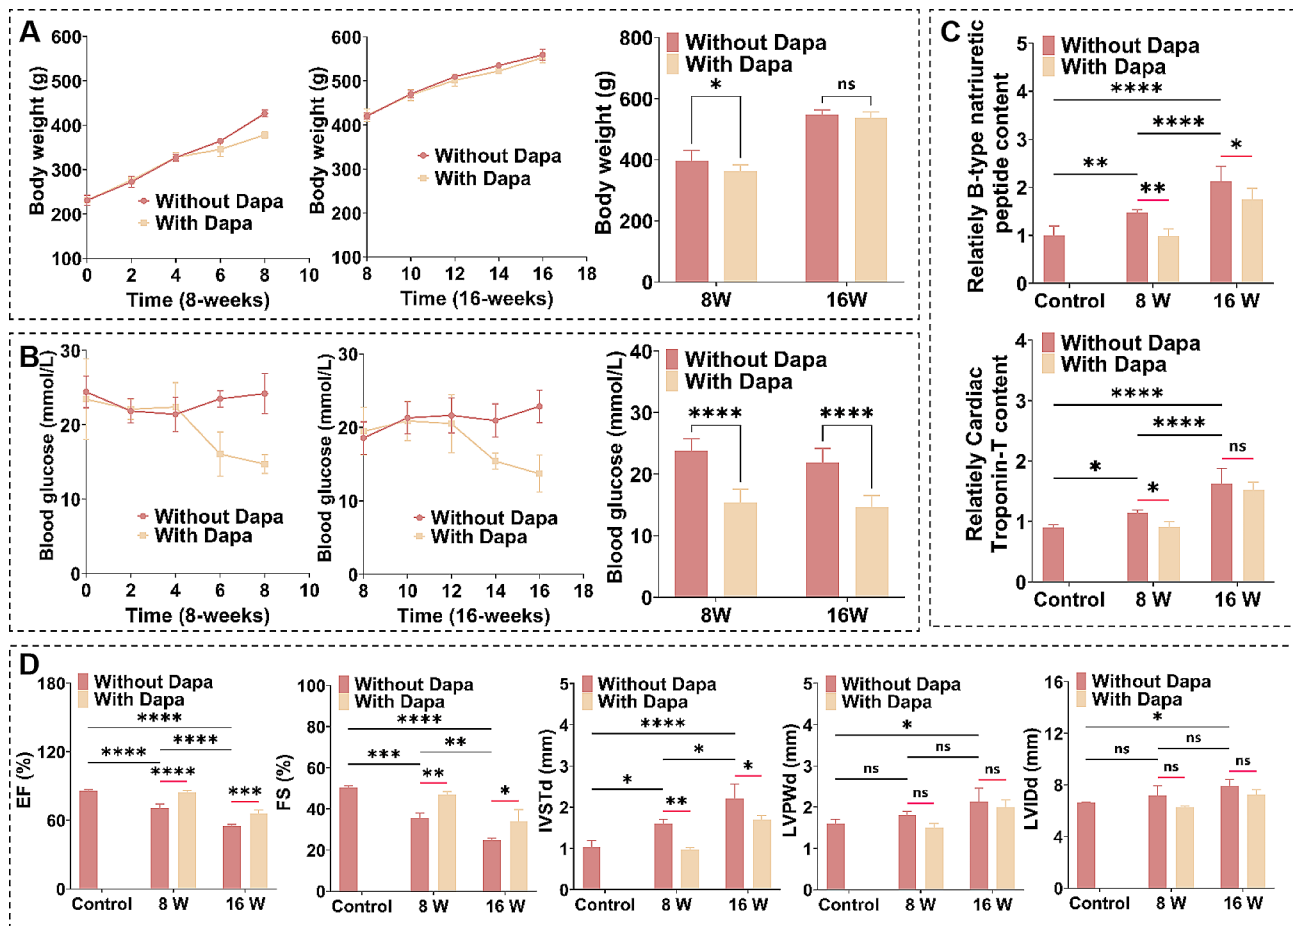 A
Body weight (g)
600
500
400
300
200
100
Without Dapa
With Dapa
0 2 4 6 8 10
Time (8-weeks)
Body weight (g)
600
500
400
300
200
100
Without Dapa
With Dapa
8 10 12 14 16 18
Time (16-weeks)
Without Dapa
With Dapa
Body weight (g)
800
600
400
200
0
* ns
8W 16W
B
Blood glucose (mmol/L)
30
20
10
0
Without Dapa
With Dapa
0 2 4 6 8 10
Time (8-weeks)
Blood glucose (mmol/L)
30
20
10
0
Without Dapa
With Dapa
8 10 12 14 16 18
Time (16-weeks)
Without Dapa
With Dapa
Blood glucose (mmol/L)
40
30
20
10
0
**** ****
8W 16W
C
Without Dapa
With Dapa
Relatiely B-type natriuretic
peptide content
5
4
3
2
1
0
****
****
** ** *
Control 8 W 16 W
Without Dapa
With Dapa
Relatiely Cardiac
Troponin-T content
4
3
2
1
0
****
****
* * ns
Control 8 W 16 W
D
Without Dapa
With Dapa
EF (%)
180
120
60
0
****
**** ****
**** ***
Control 8 W 16 W
Without Dapa
With Dapa
FS (%)
100
80
60
40
20
0
****
*** **
** *
Control 8 W 16 W
Without Dapa
With Dapa
IVSTd (mm)
5
4
3
2
1
0
****
*
* ** *
Control 8 W 16 W
Without Dapa
With Dapa
LVPWd (mm)
5
4
3
2
1
0
*
ns
ns ns ns
Control 8 W 16 W
Without Dapa
With Dapa
LVIDd (mm)
16
12
8
4
0
*
ns ns
ns ns
Control 8 W 16 W